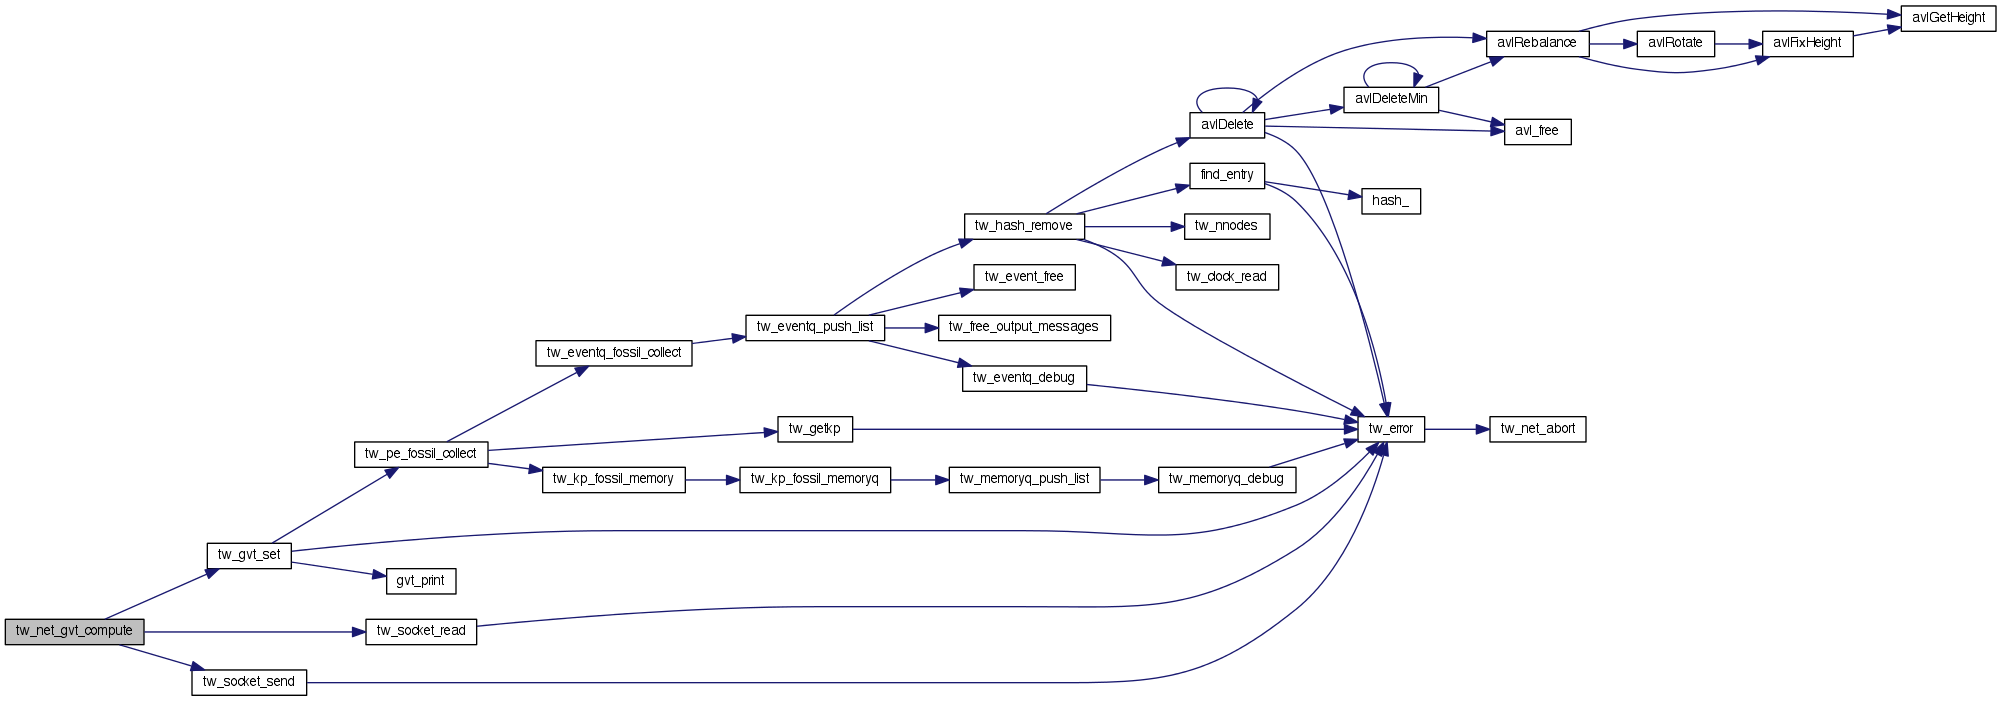 avlGetHeight
avlRebalance
avlRotate
avlFixHeight
avlDeleteMin
avlDelete
avl_free
find_entry
hash_
tw_hash_remove
tw_nnodes
tw_event_free
tw_clock_read
tw_eventq_push_list
tw_free_output_messages
tw_eventq_fossil_collect
tw_eventq_debug
tw_getkp
tw_error
tw_net_abort
tw_pe_fossil_collect
tw_kp_fossil_memory
tw_kp_fossil_memoryq
tw_memoryq_push_list
tw_memoryq_debug
tw_gvt_set
gvt_print
tw_net_gvt_compute
tw_socket_read
tw_socket_send